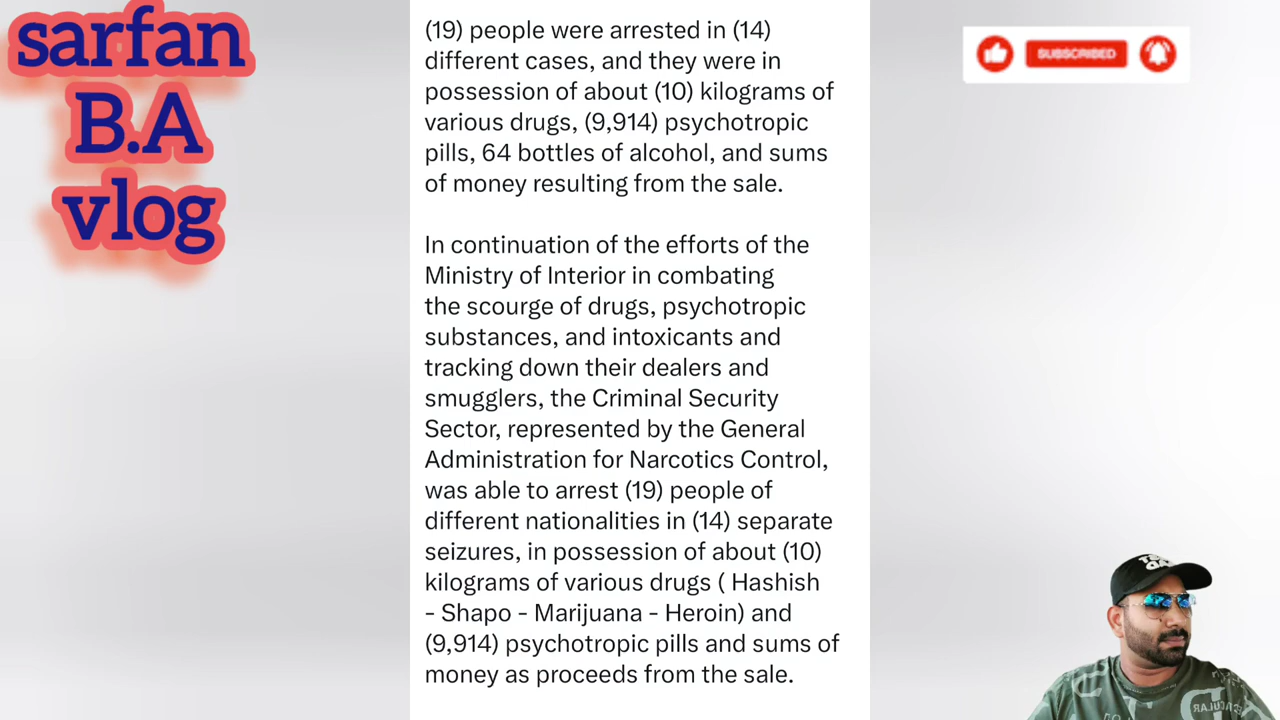 sarfan
B.A
vlog
(19) people were arrested in (14)
different cases, and they were in
possession of about (10) kilograms of
various drugs, (9,914) psychotropic
pills, 64 bottles of alcohol, and sums
of money resulting from the sale.
In continuation of the efforts of the
Ministry of Interior in combating
the scourge of drugs, psychotropic
substances, and intoxicants and
tracking down their dealers and
smugglers, the Criminal Security
Sector, represented by the General
Administration for Narcotics Control,
was able to arrest (19) people of
different nationalities in (14) separate
seizures, in possession of about (10)
kilograms of various drugs ( Hashish
- Shapo - Marijuana - Heroin) and
(9,914) psychotropic pills and sums of
money as proceeds from the sale.
SUBSCRIBED